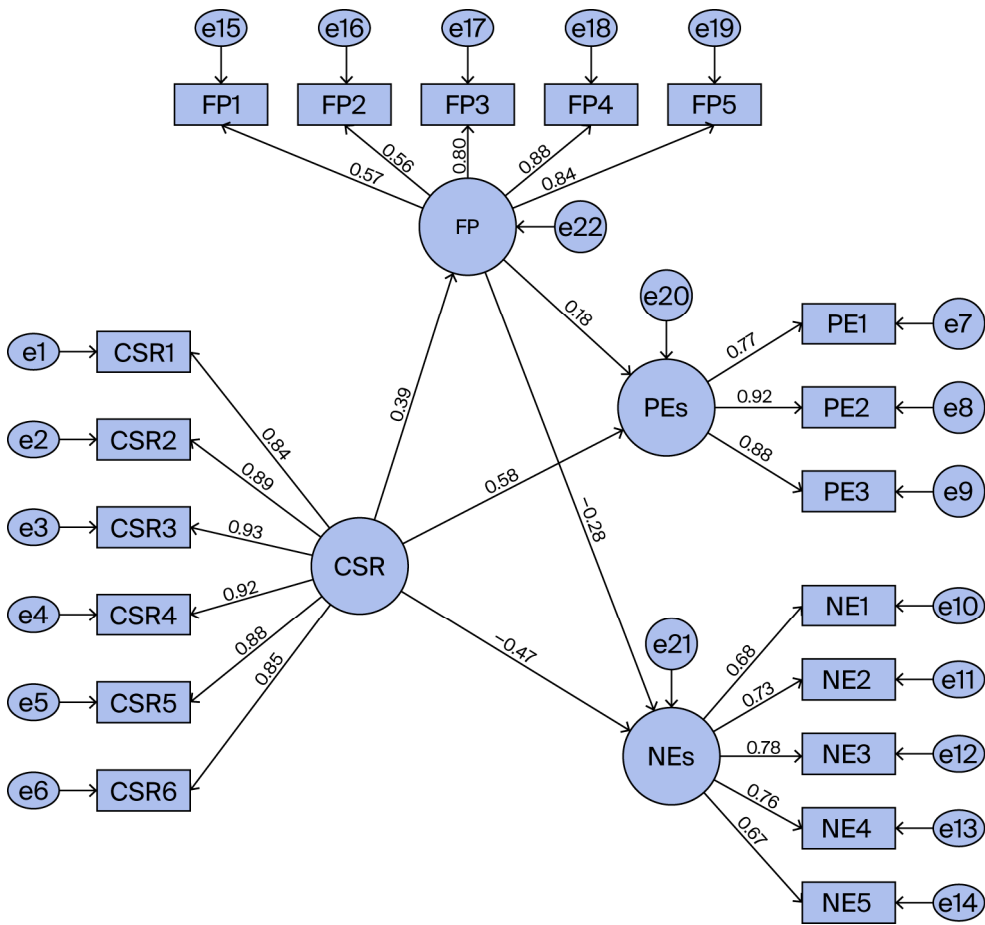 e15 e16 e17 e18 e19
FP1 FP2 FP3 FP4 FP5
0.57 0.56 0.80 0.88 0.84
FP e22
e20
0.18
e1 CSR1
0.77 PE1 e7
0.39
PEs 0.92 PE2 e8
e2 CSR2
0.84
0.89
0.88
0.58
PE3 e9
e3 CSR3 0.93
−0.28
CSR
0.92
e4 CSR4
NE1 e10
0.88
e21
−0.47
0.68
0.85
NE2 e11
e5 CSR5
0.73
NEs 0.78 NE3 e12
e6 CSR6
0.76
NE4 e13
0.67
NE5 e14